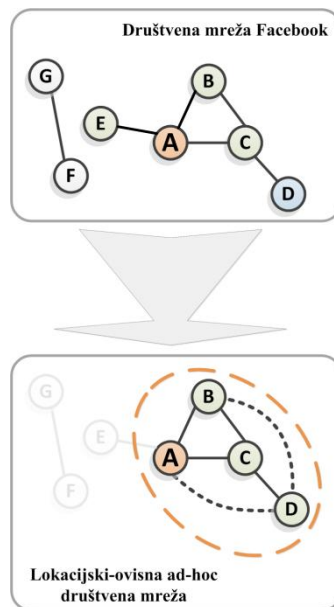 Društvena mreža Facebook
G
B
E
A
C
F
D
G
B
E
A
C
F
D
Lokacijski-ovisna ad-hoc
društvena mreža